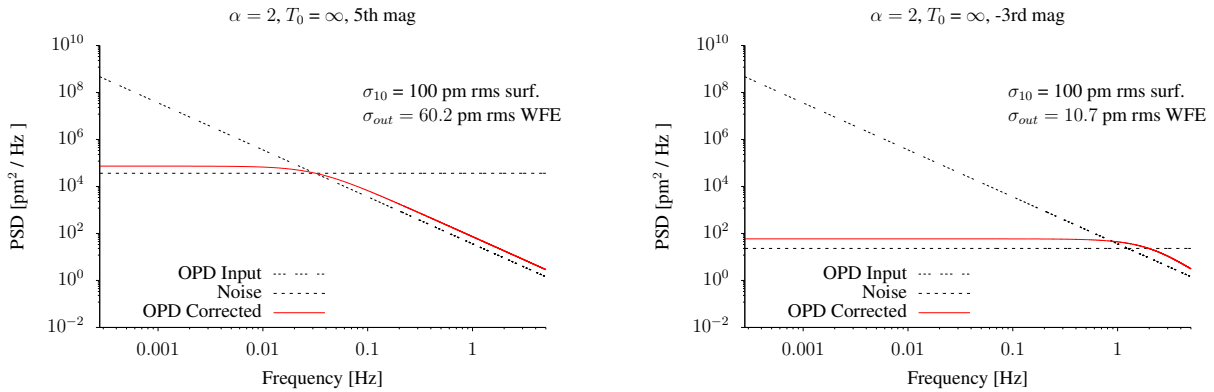 α = 2, T₀ = ∞, 5th mag
PSD [pm² / Hz]
10¹⁰
10⁸
10⁶
10⁴
10²
10⁰
10⁻²
σ₁₀ = 100 pm rms surf.
σₒᵤₜ = 60.2 pm rms WFE
OPD Input
Noise
OPD Corrected
0.001
0.01
0.1
1
Frequency [Hz]
α = 2, T₀ = ∞, -3rd mag
PSD [pm² / Hz]
10¹⁰
10⁸
10⁶
10⁴
10²
10⁰
10⁻²
σ₁₀ = 100 pm rms surf.
σₒᵤₜ = 10.7 pm rms WFE
OPD Input
Noise
OPD Corrected
0.001
0.01
0.1
1
Frequency [Hz]